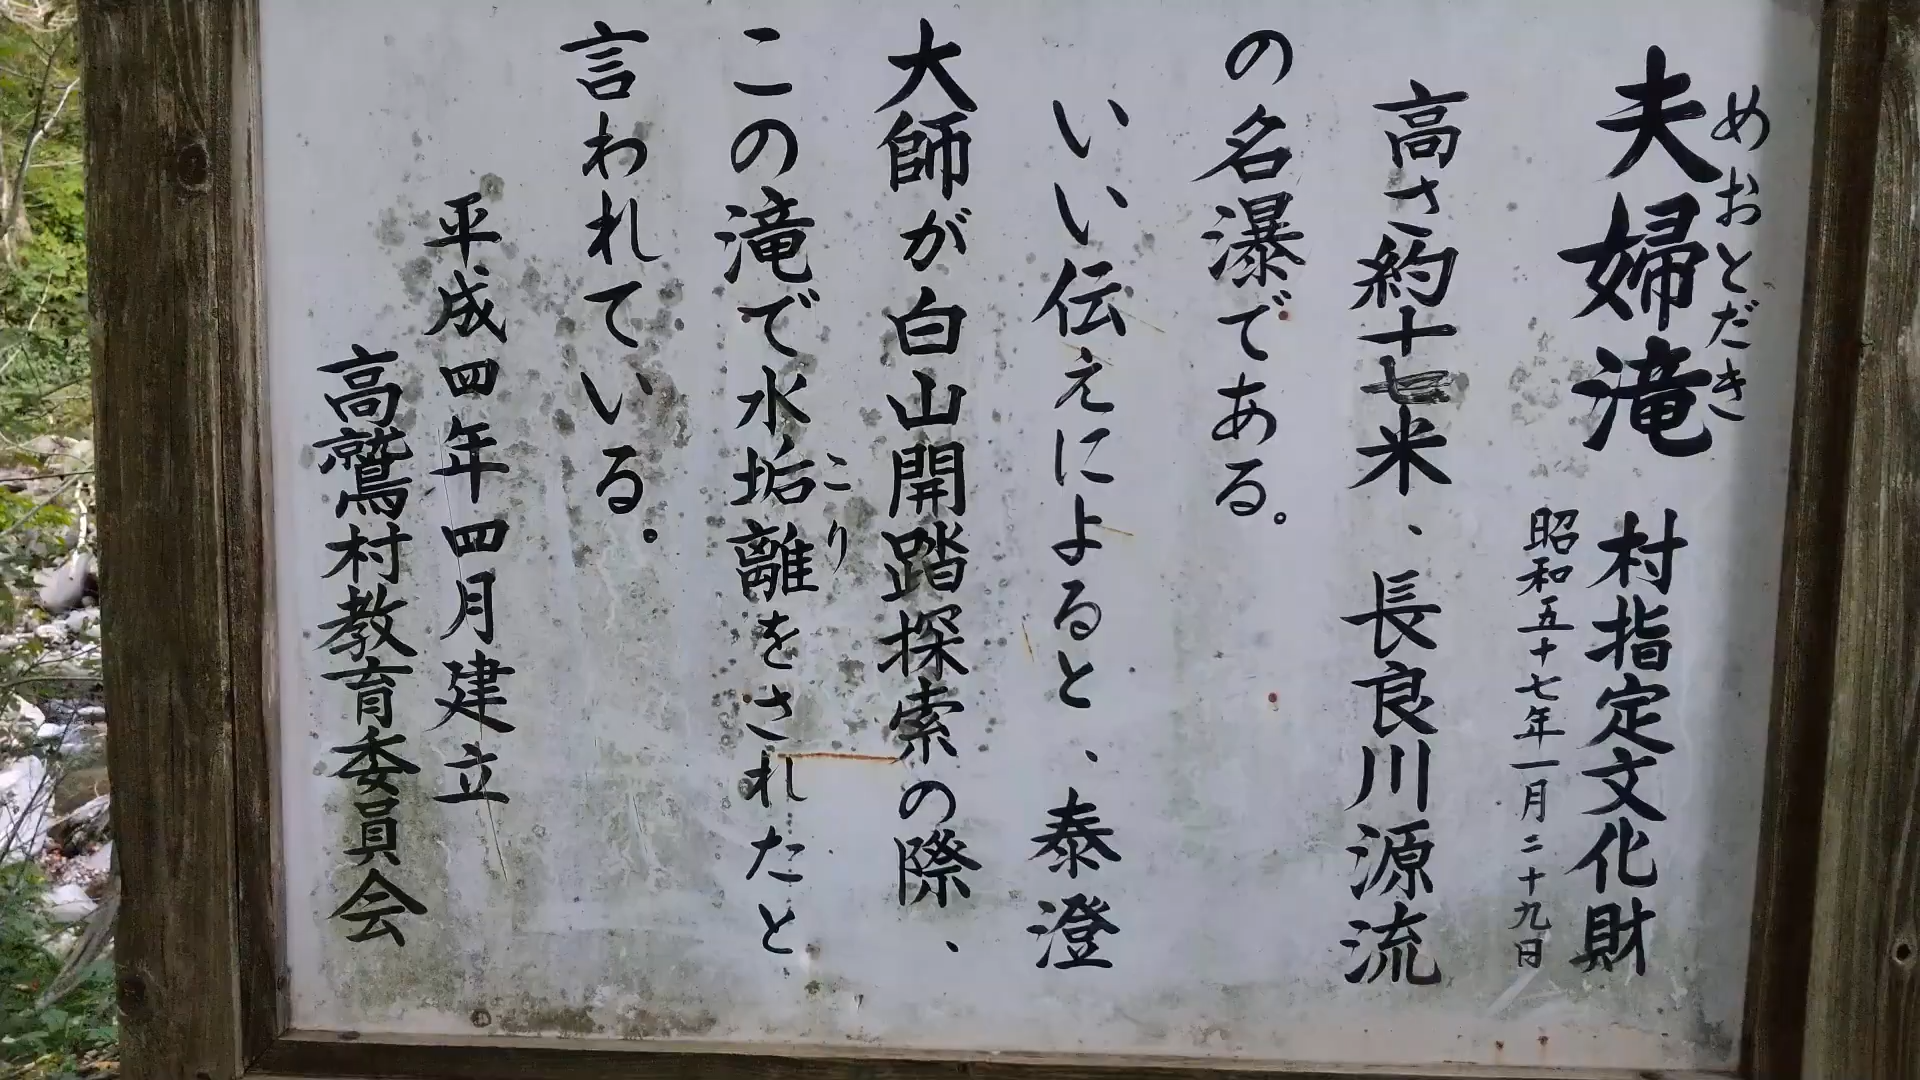 夫婦滝 村指定文化財
めおとだき
昭和五十七年一月二十九日
高さ約十七米、長良川源流
の名瀑である。
いい伝えによると、泰澄
大師が白山開踏探索の際、
この滝で水垢離をされたと
こり
言われている。
平成四年四月建立
高鷲村教育委員会